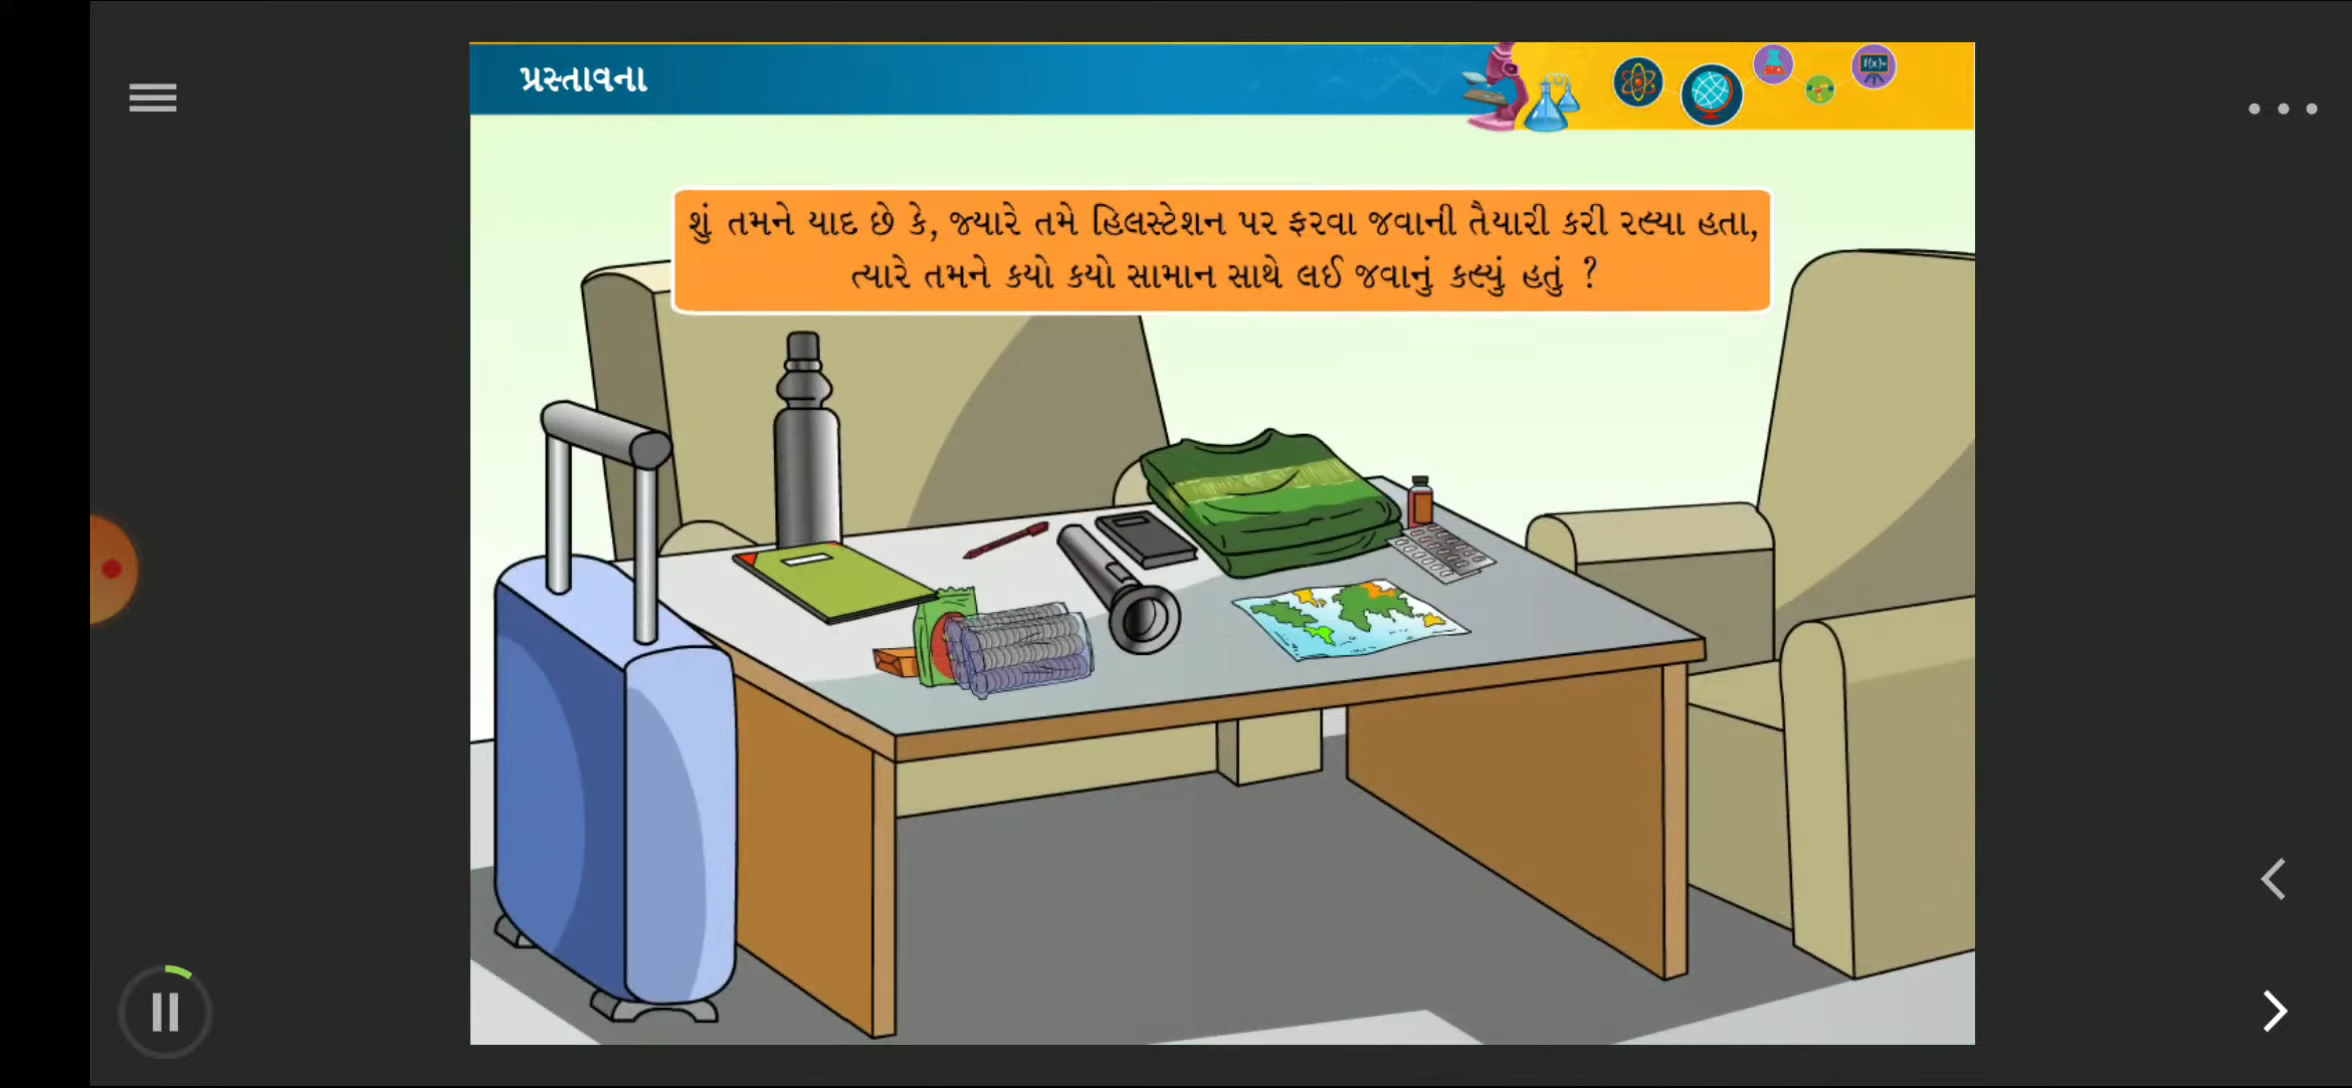 પ્રસ્તાવના
f(x)=
શું તમને યાદ છે કે, જ્યારે તમે હિલસ્ટેશન પર ફરવા જવાની તૈયારી કરી રહ્યા હતા,
ત્યારે તમને કયો કયો સામાન સાથે લઈ જવાનું કહ્યું હતું ?